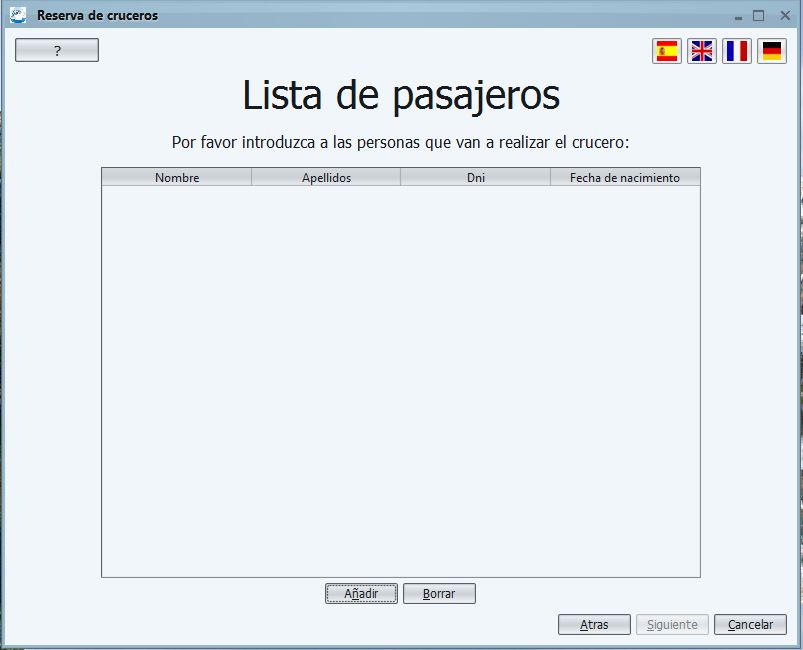 Reserva de cruceros
?
Lista de pasajeros
Por favor introduzca a las personas que van a realizar el crucero:
Nombre Apellidos Dni Fecha de nacimiento
Añadir Borrar
Atras Siguiente Cancelar